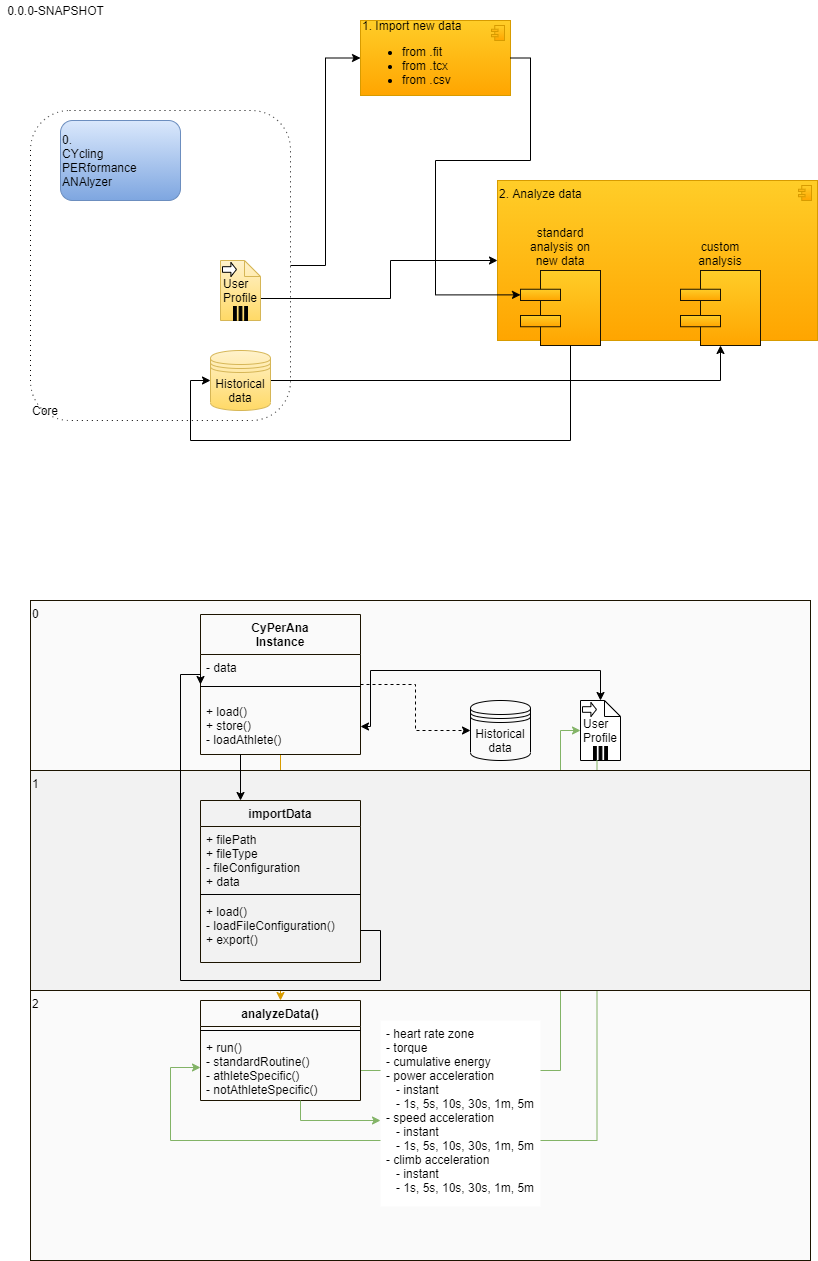 0.0.0-SNAPSHOT
1. Import new data
from .fit
from .tcx
from .csv
0.
CYcling
PERformance
ANAlyzer
2. Analyze data
standard
analysis on
new data
custom
analysis
User
Profile
Historical
data
Core
0
CyPerAna
Instance
- data
+ load()
+ store()
- loadAthlete()
Historical
data
User
Profile
1
importData
+ filePath
+ fileType
- fileConfiguration
+ data
+ load()
- loadFileConfiguration()
+ export()
2
analyzeData()
+ run()
- standardRoutine()
- athleteSpecific()
- notAthleteSpecific()
- heart rate zone
- torque
- cumulative energy
- power acceleration
- instant
- 1s, 5s, 10s, 30s, 1m, 5m
- speed acceleration
- instant
- 1s, 5s, 10s, 30s, 1m, 5m
- climb acceleration
- instant
- 1s, 5s, 10s, 30s, 1m, 5m